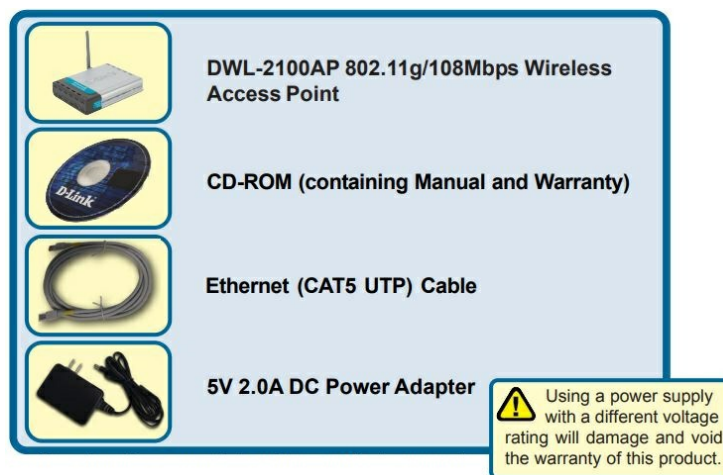 DWL-2100AP 802.11g/108Mbps Wireless
Access Point
D-Link
CD-ROM (containing Manual and Warranty)
Ethernet (CAT5 UTP) Cable
5V 2.0A DC Power Adapter
Using a power supply
with a different voltage
rating will damage and void
the warranty of this product.